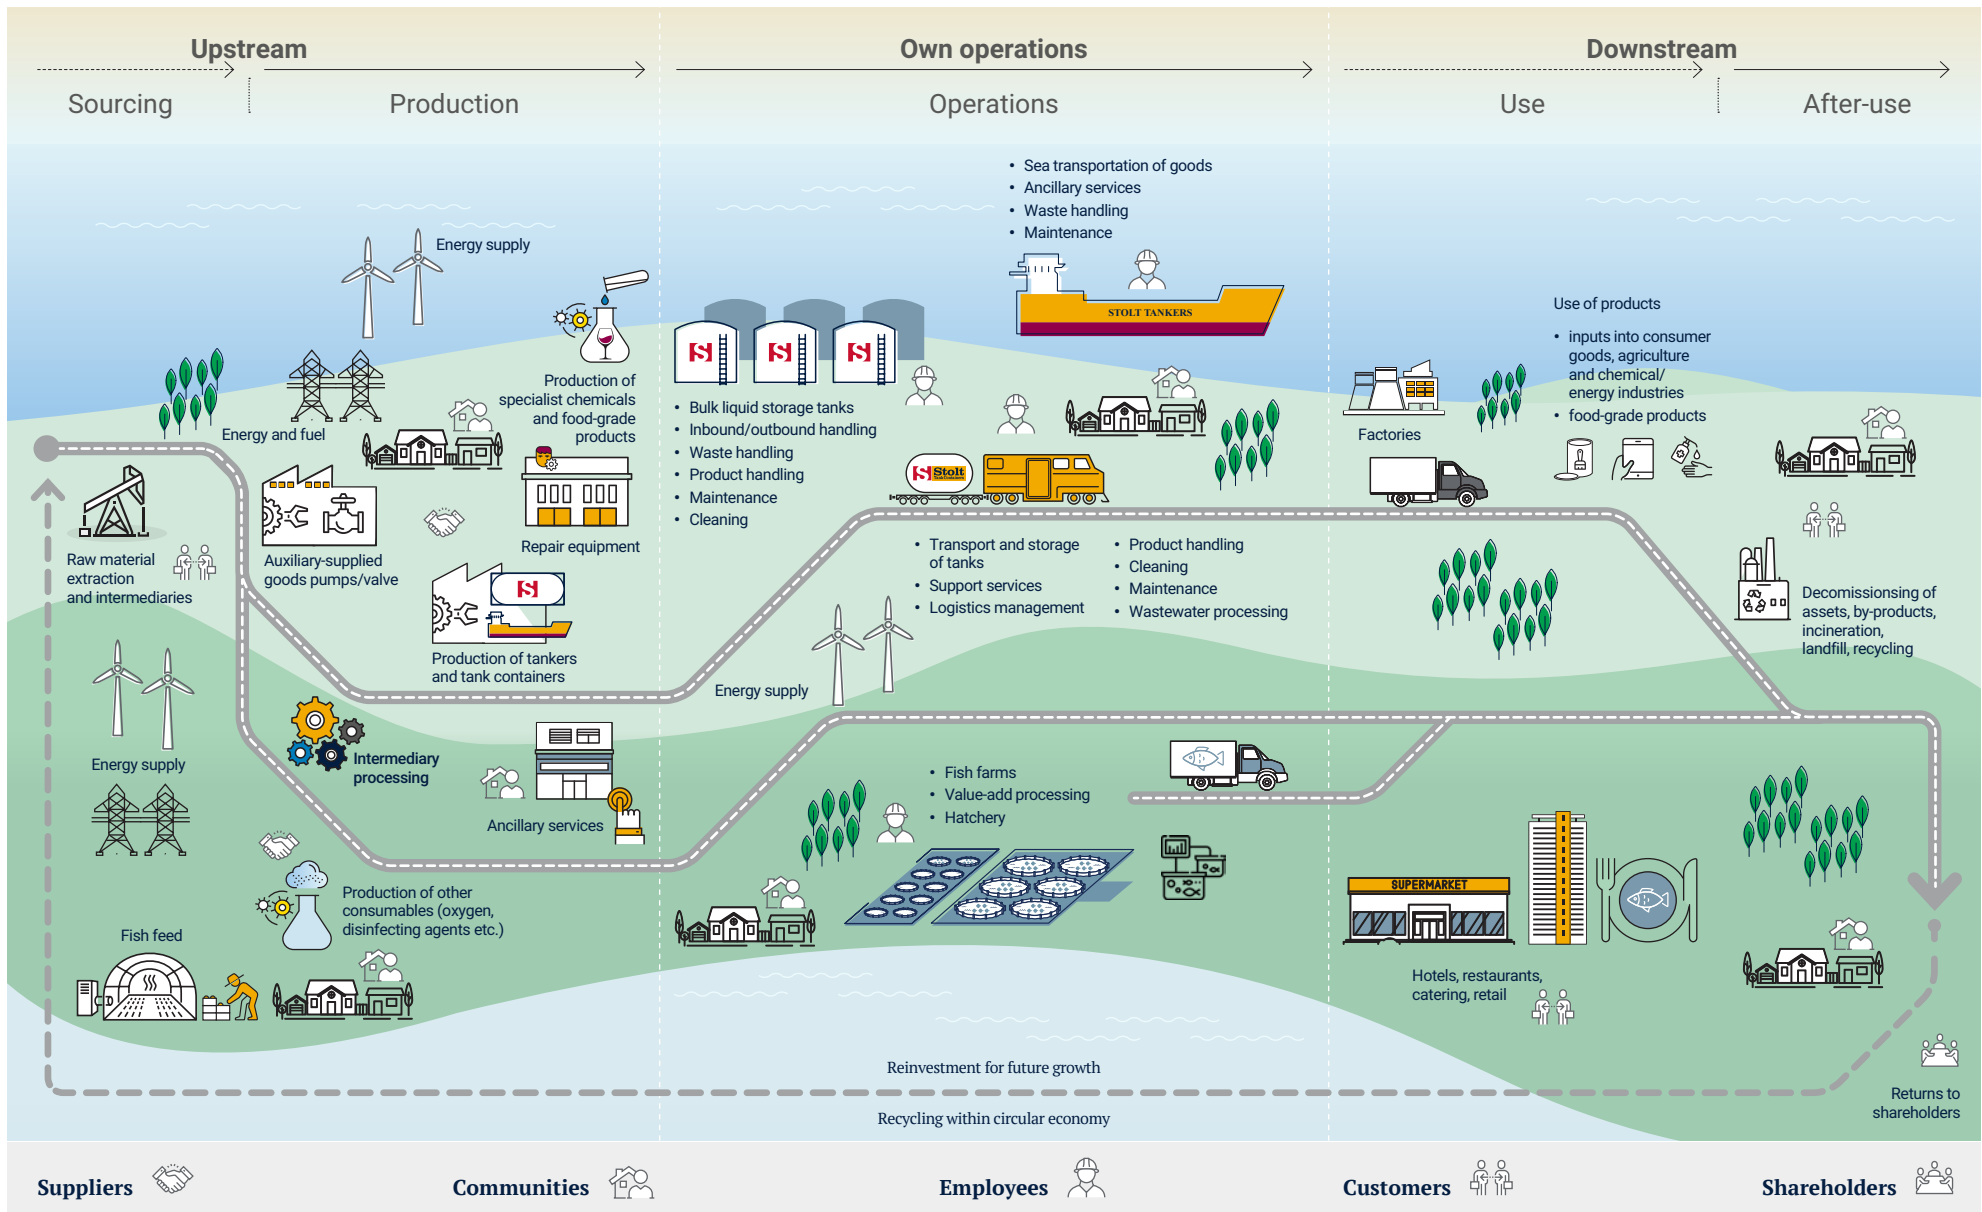 Upstream
Own operations
Downstream
Sourcing
Production
Operations
Use
After-use
• Sea transportation of goods
• Ancillary services
• Waste handling
• Maintenance
Energy supply
STOLT TANKERS
Use of products
• inputs into consumer
goods, agriculture
and chemical/
energy industries
• food-grade products
Production of
specialist chemicals
and food-grade
products
Energy and fuel
• Bulk liquid storage tanks
• Inbound/outbound handling
• Waste handling
• Product handling
• Maintenance
• Cleaning
Factories
Stolt
Raw material
extraction
and intermediaries
Auxiliary-supplied
goods pumps/valve
Repair equipment
• Transport and storage
of tanks
• Support services
• Logistics management
• Product handling
• Cleaning
• Maintenance
• Wastewater processing
Decomissionsing of
assets, by-products,
incineration,
landfill, recycling
Production of tankers
and tank containers
Energy supply
Energy supply
Intermediary
processing
• Fish farms
• Value-add processing
• Hatchery
Ancillary services
Production of other
consumables (oxygen,
disinfecting agents etc.)
SUPERMARKET
Fish feed
Hotels, restaurants,
catering, retail
Reinvestment for future growth
Returns to
shareholders
Recycling within circular economy
Suppliers
Communities
Employees
Customers
Shareholders